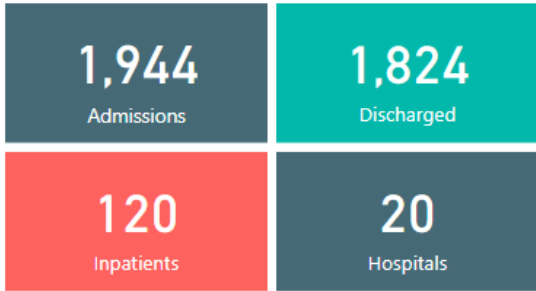 1,944
Admissions
1,824
Discharged
120
Inpatients
20
Hospitals